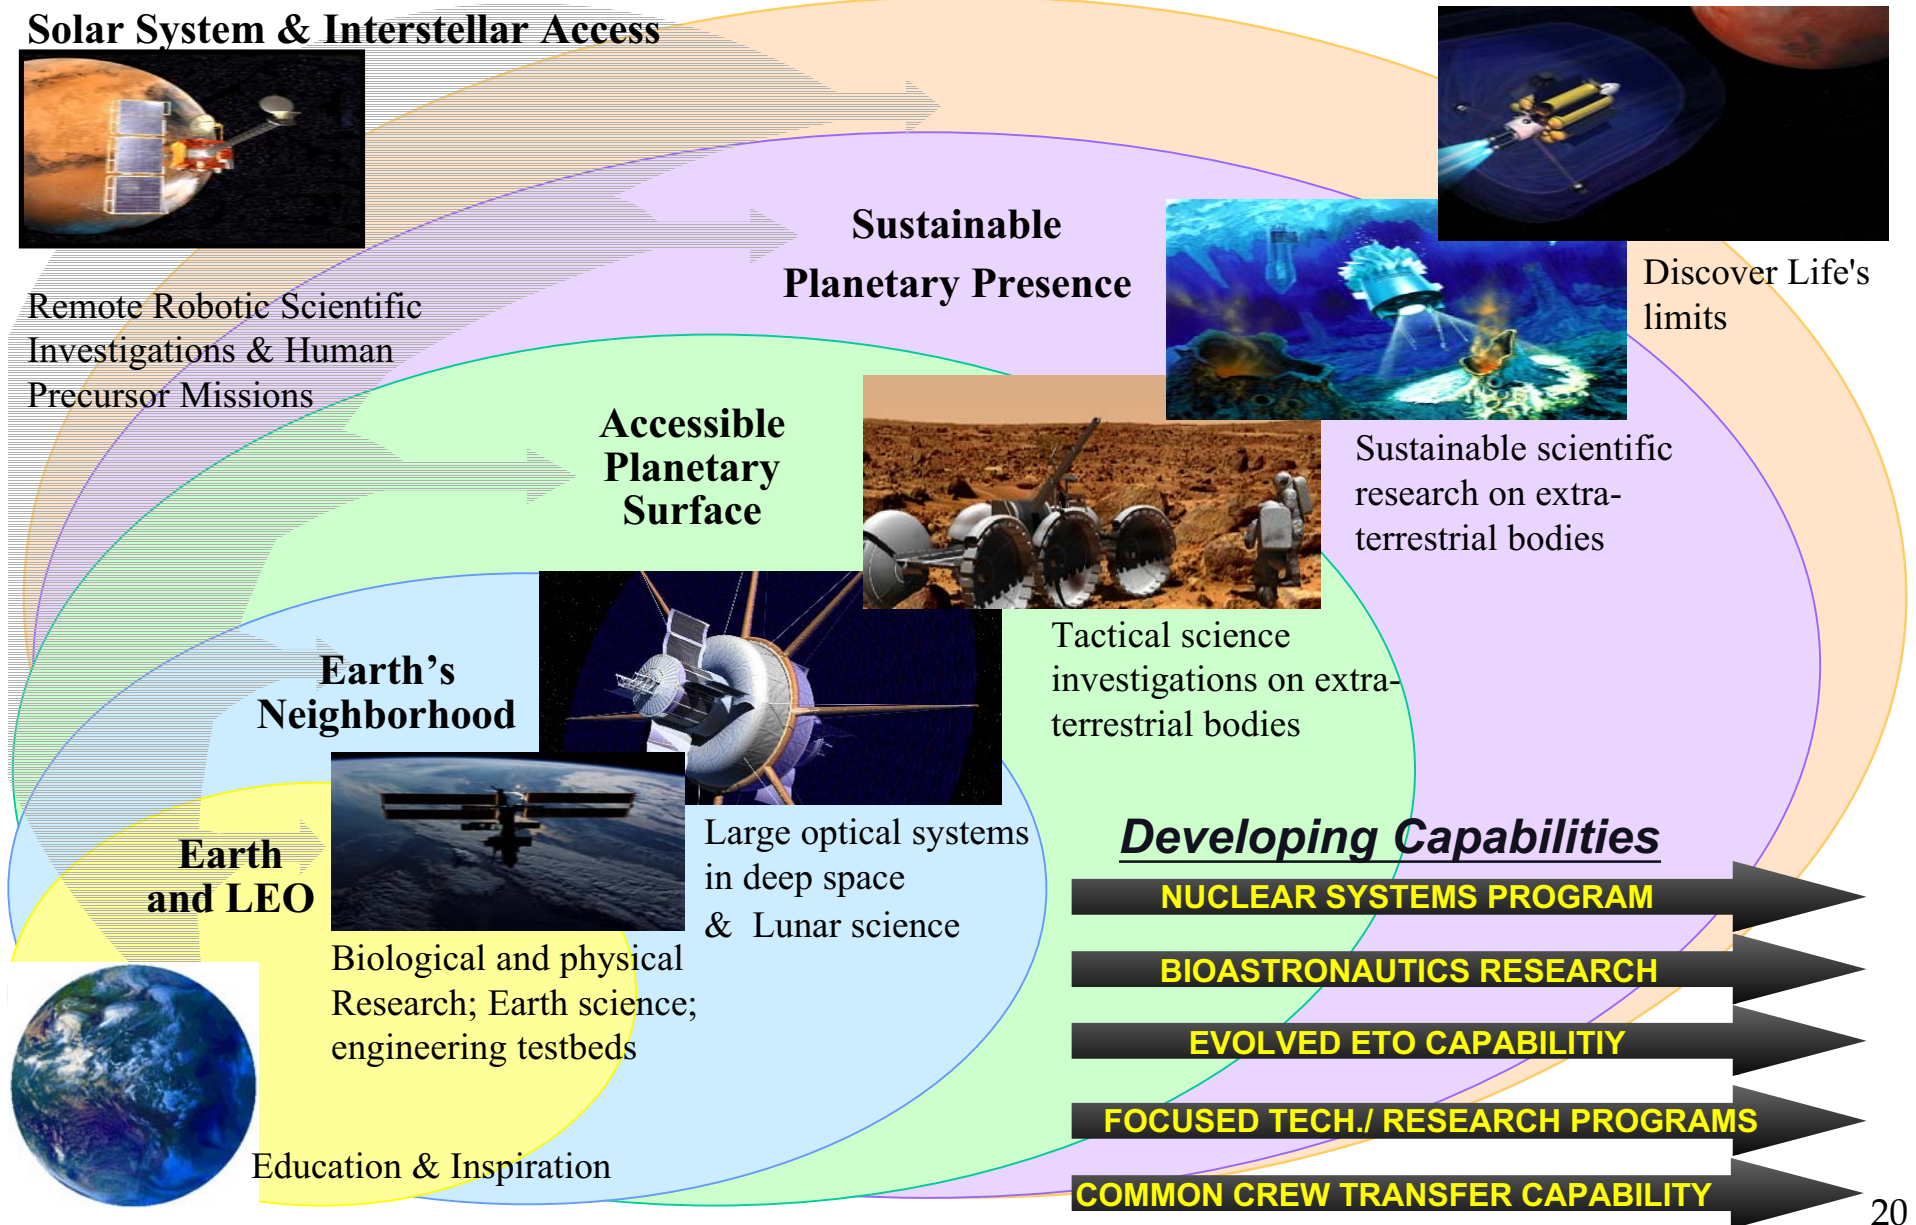 Solar System & Interstellar Access
Remote Robotic Scientific
Investigations & Human
Precursor Missions
Sustainable
Planetary Presence
Discover Life's
limits
Accessible
Planetary
Surface
Sustainable scientific
research on extra-
terrestrial bodies
Earth’s
Neighborhood
Tactical science
investigations on extra-
terrestrial bodies
Earth
and LEO
Large optical systems
in deep space
& Lunar science
Biological and physical
Research; Earth science;
engineering testbeds
Education & Inspiration
Developing Capabilities
NUCLEAR SYSTEMS PROGRAM
BIOASTRONAUTICS RESEARCH
EVOLVED ETO CAPABILITIY
FOCUSED TECH./ RESEARCH PROGRAMS
COMMON CREW TRANSFER CAPABILITY
20